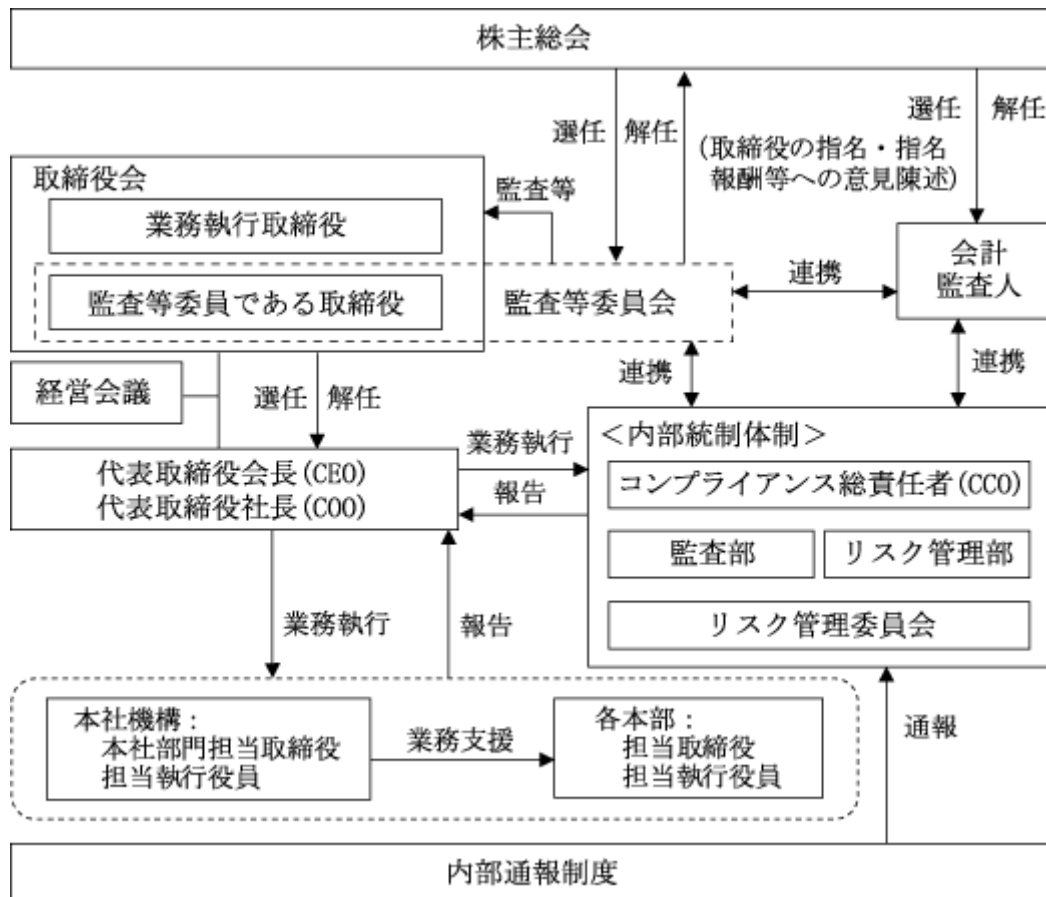 株主総会
選任 解任
選任 解任
(取締役の指名・指名
報酬等への意見陳述)
取締役会
業務執行取締役
監査等委員である取締役
監査等
監査等委員会
連携
会計
監査人
経営会議
選任 解任
連携
連携
代表取締役会長(CEO)
代表取締役社長(COO)
業務執行
報告
<内部統制体制>
コンプライアンス総責任者(CCO)
監査部
リスク管理部
リスク管理委員会
業務執行
報告
本社機構:
本社部門担当取締役
担当執行役員
業務支援
各本部:
担当取締役
担当執行役員
通報
内部通報制度